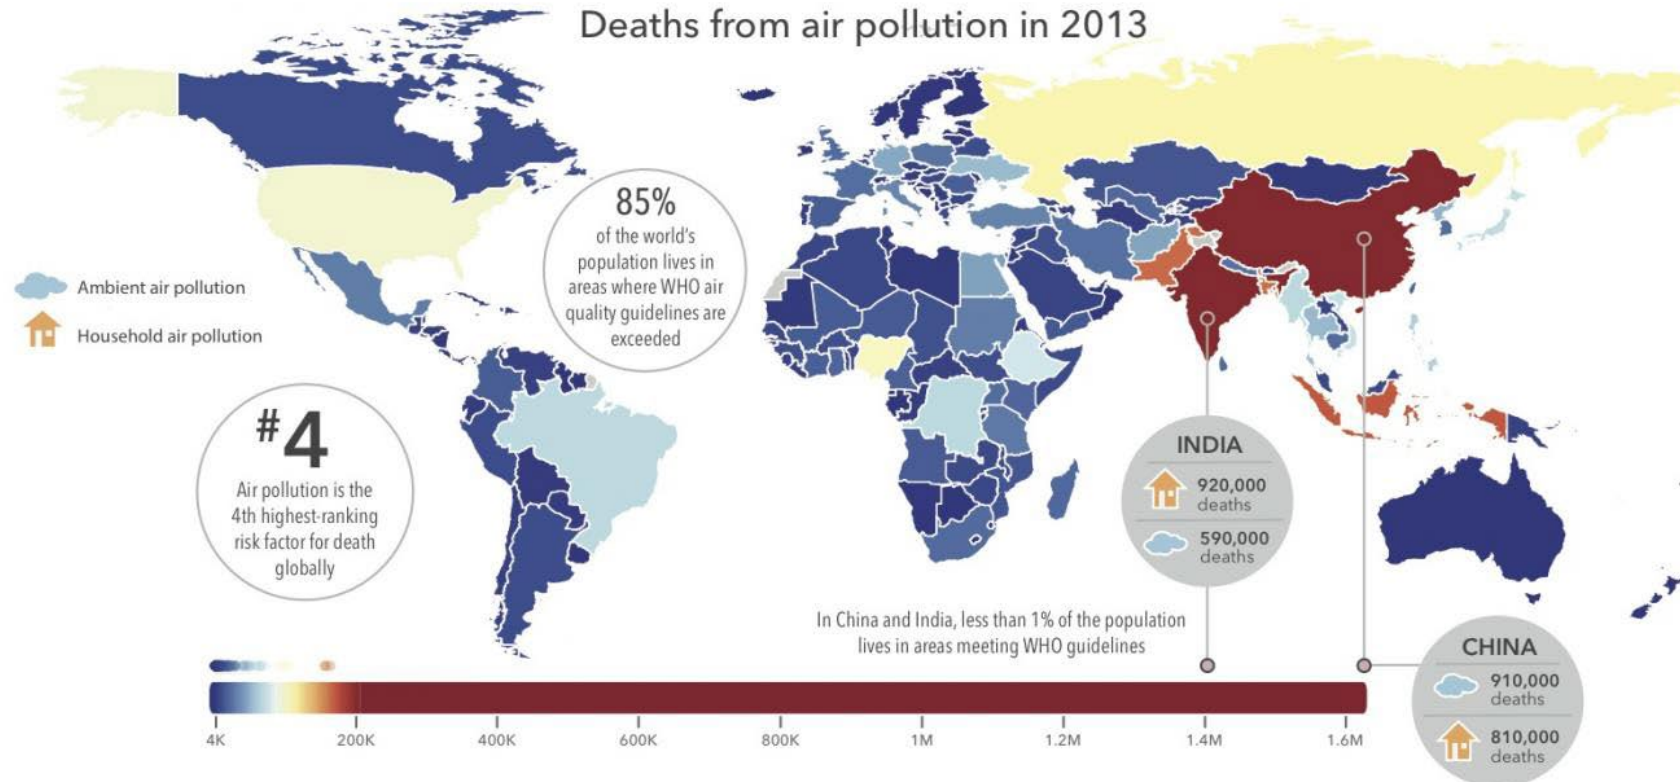 Deaths from air pollution in 2013
85%
of the world's
population lives in
areas where WHO air
quality guidelines are
exceeded
Ambient air pollution
Household air pollution
#4
Air pollution is the
4th highest-ranking
risk factor for death
globally
INDIA
920,000
deaths
590,000
deaths
In China and India, less than 1% of the population
lives in areas meeting WHO guidelines
CHINA
910,000
deaths
810,000
deaths
4K 200K 400K 600K 800K 1M 1.2M 1.4M 1.6M